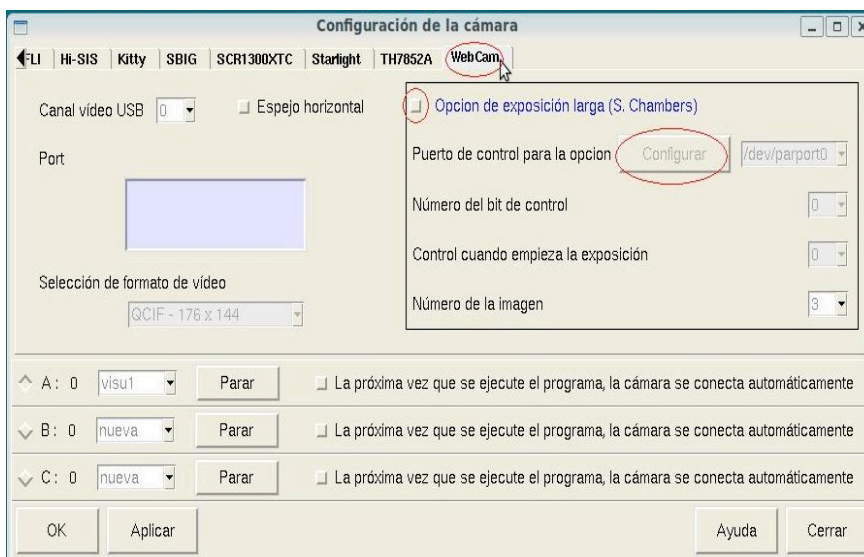 Configuración de la cámara
FLI Hi-SIS Kitty SBIG SCR1300XTC Starlight TH7852A WebCam
Canal vídeo USB 0 Espejo horizontal
Port
Selección de formato de vídeo
QCIF - 176 x 144
Opcion de exposición larga (S. Chambers)
Puerto de control para la opcion Configurar /dev/parport0
Número del bit de control 0
Control cuando empieza la exposición 0
Número de la imagen 3
A: 0 visu1 Parar La próxima vez que se ejecute el programa, la cámara se conecta automáticamente
B: 0 nueva Parar La próxima vez que se ejecute el programa, la cámara se conecta automáticamente
C: 0 nueva Parar La próxima vez que se ejecute el programa, la cámara se conecta automáticamente
OK Aplicar Ayuda Cerrar